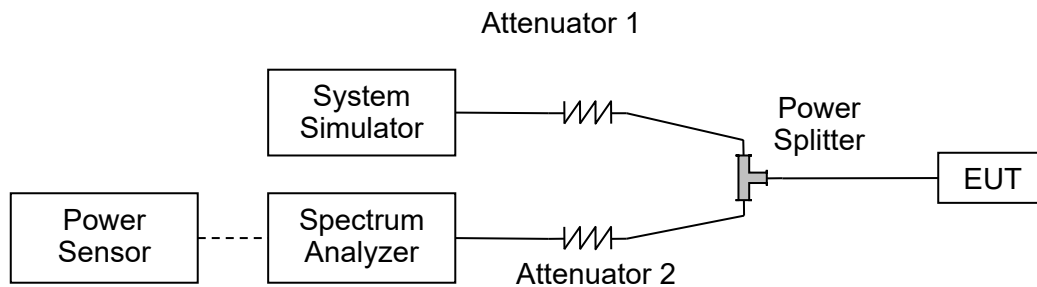 Attenuator 1
System
Simulator
Power
Splitter
EUT
Power
Sensor
Spectrum
Analyzer
Attenuator 2